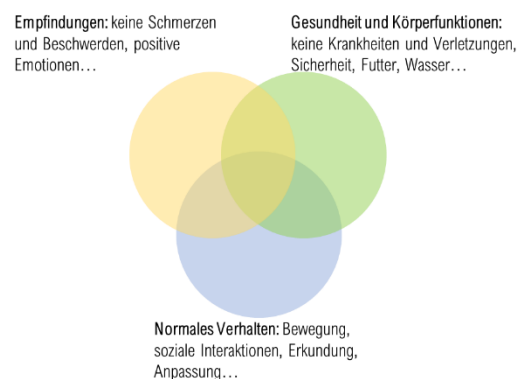 Empfindungen: keine Schmerzen
und Beschwerden, positive
Emotionen…
Gesundheit und Körperfunktionen:
keine Krankheiten und Verletzungen,
Sicherheit, Futter, Wasser…
Normales Verhalten: Bewegung,
soziale Interaktionen, Erkundung,
Anpassung…